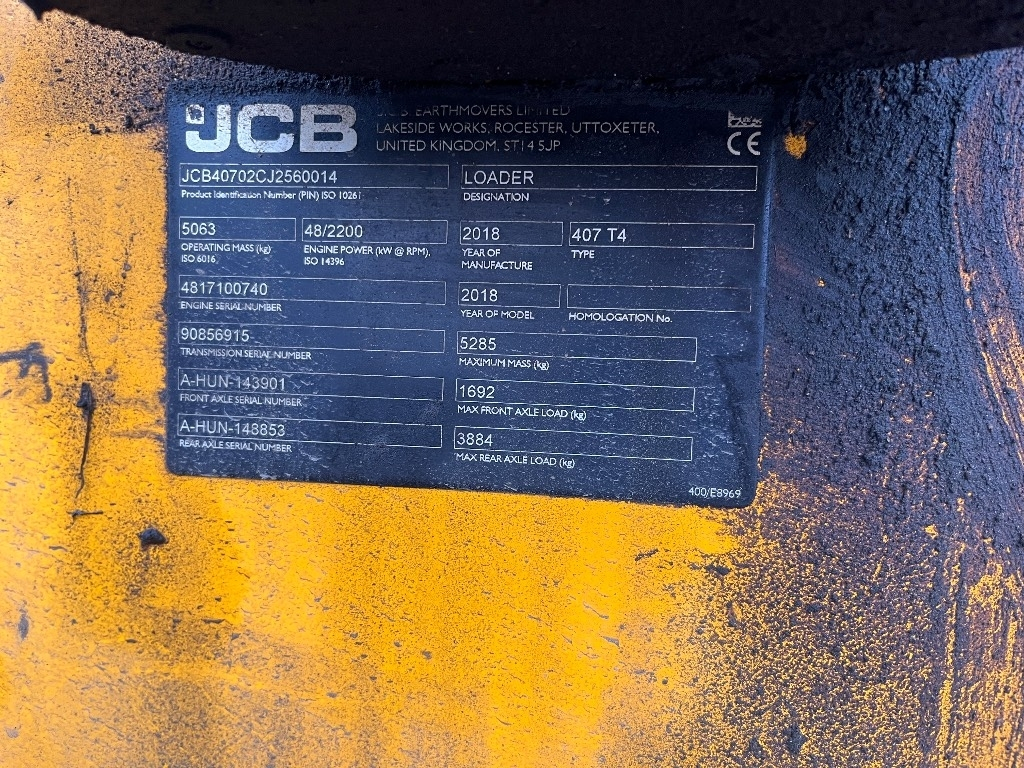 JCB
EARTHMOVERS LIMITED
LAKESIDE WORKS, ROCESTER, UTTOXETER,
UNITED KINGDOM, ST14 5JP
CE
JCB40702CJ2560014
Product Identification Number (PIN) ISO 10261
LOADER
DESIGNATION
5063
OPERATING MASS (kg)
ISO 6016
48/2200
ENGINE POWER (kW @ RPM),
ISO 14396
2018
YEAR OF
MANUFACTURE
407 T4
TYPE
4817100740
ENGINE SERIAL NUMBER
2018
YEAR OF MODEL
HOMOLOGATION No.
90856915
TRANSMISSION SERIAL NUMBER
5285
MAXIMUM MASS (kg)
A-HUN-143901
FRONT AXLE SERIAL NUMBER
1692
MAX FRONT AXLE LOAD (kg)
A-HUN-143853
REAR AXLE SERIAL NUMBER
3884
MAX REAR AXLE LOAD (kg)
400/E8969